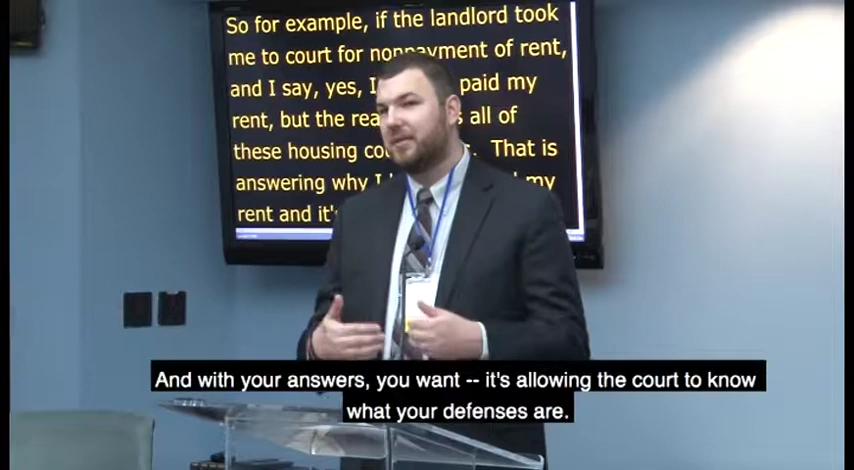 So for example, if the landlord took
me to court for nonpayment of rent,
and I say, yes, I paid my
rent, but the all of
these housing That is
answering why I my
rent and it's
And with your answers, you want -- it's allowing the court to know
what your defenses are.